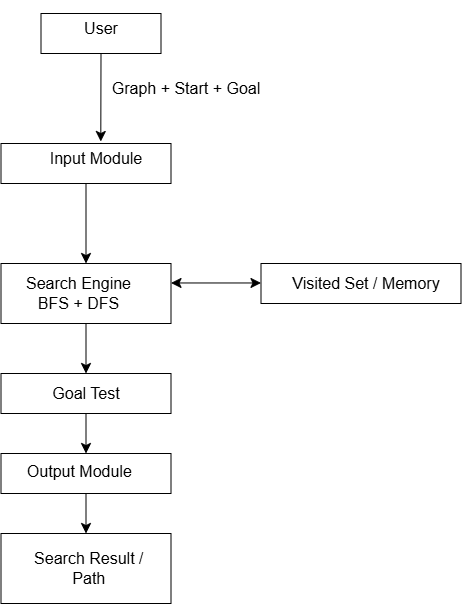 User
Graph + Start + Goal
Input Module
Search Engine
BFS + DFS
Visited Set / Memory
Goal Test
Output Module
Search Result /
Path